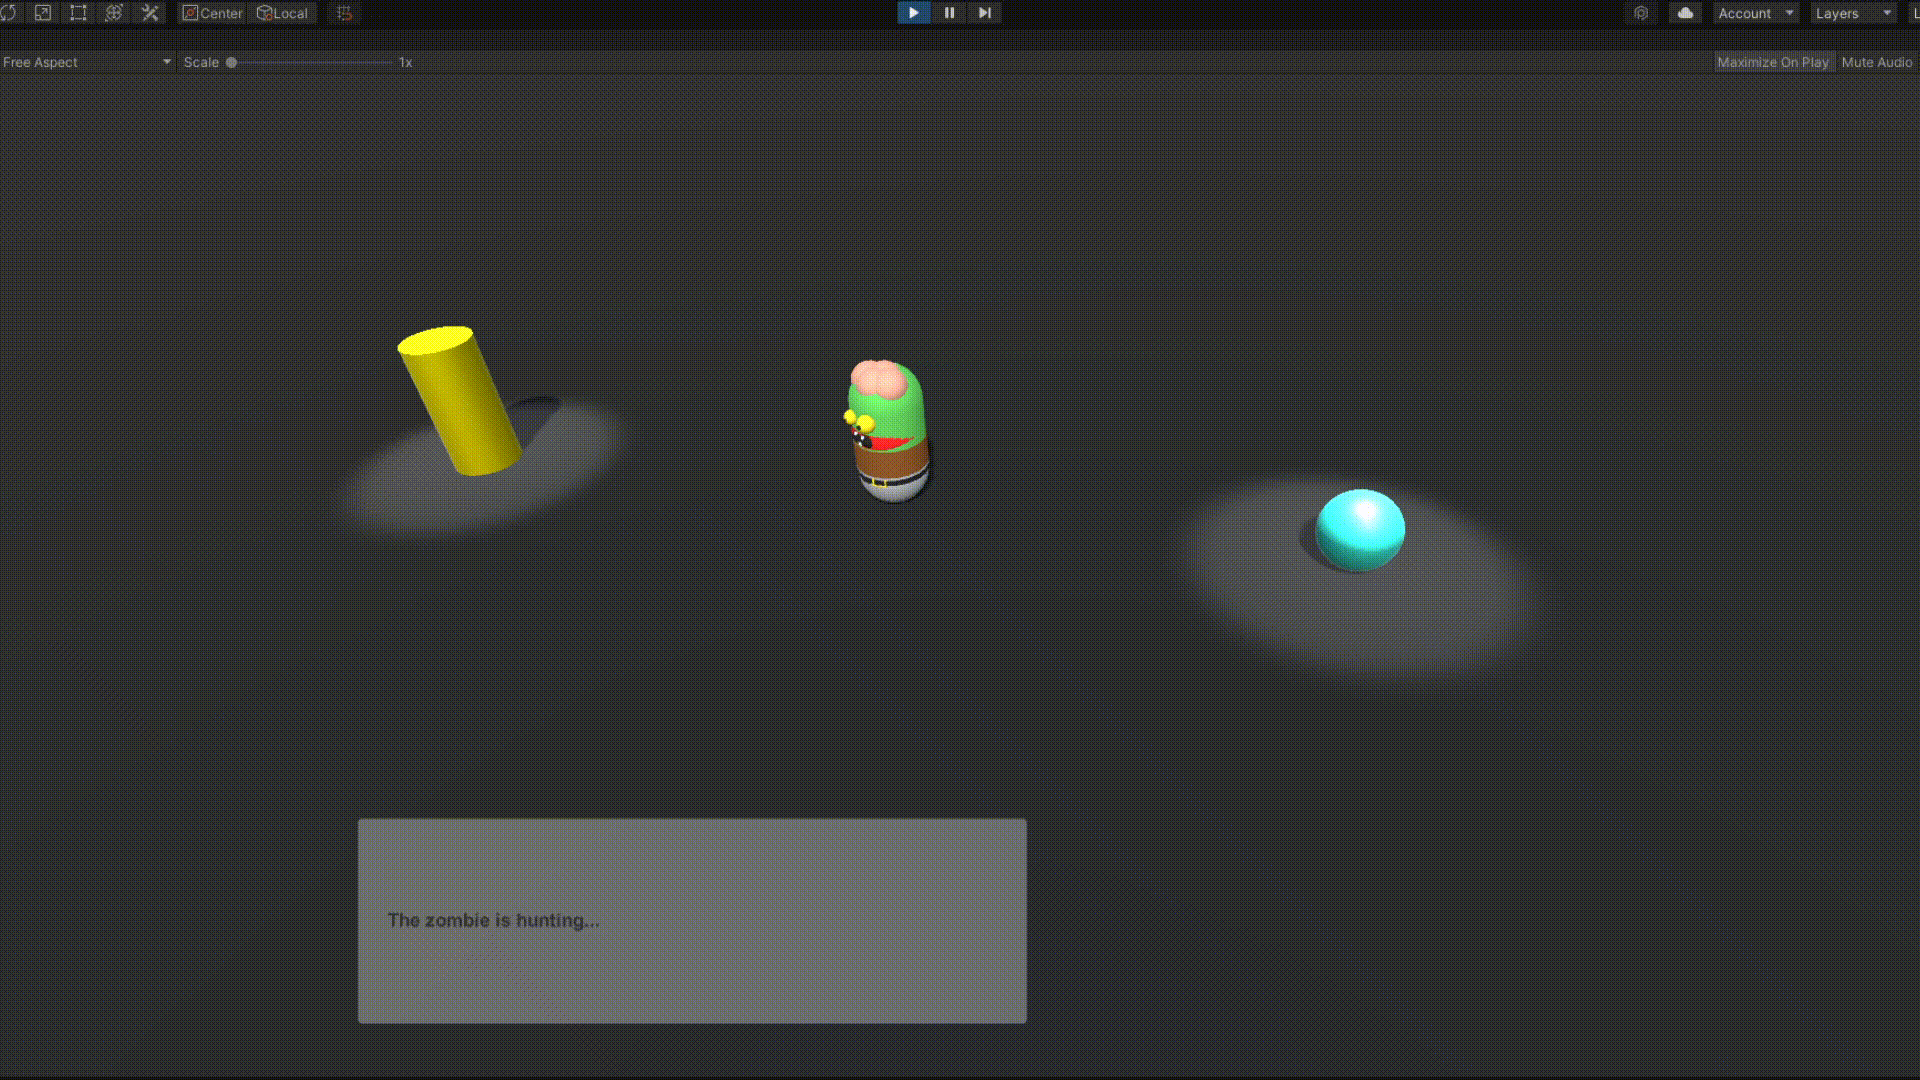 Center Local
Account Layers L
Free Aspect Scale 1x
Maximize On Play Mute Audio
The zombie is hunting...